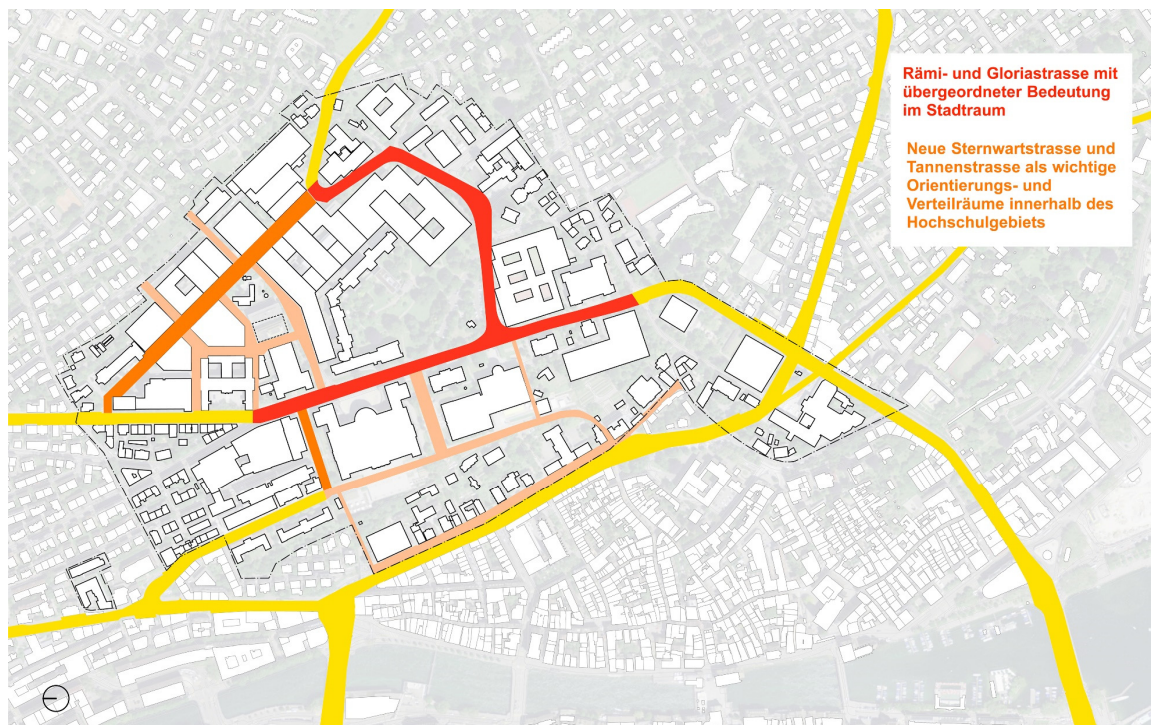 Rämi- und Gloriastrasse mit
übergeordneter Bedeutung
im Stadtraum
Neue Sternwartstrasse und
Tannenstrasse als wichtige
Orientierungs- und
Verteilräume innerhalb des
Hochschulgebiets